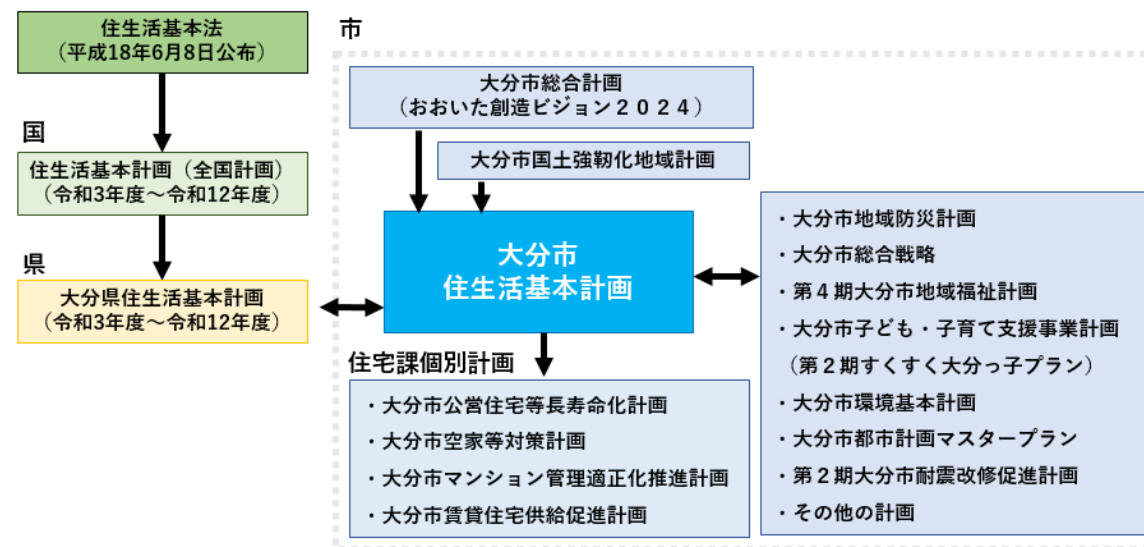 住生活基本法
（平成18年6月8日公布）
国
住生活基本計画（全国計画）
（令和3年度～令和12年度）
県
大分県住生活基本計画
（令和3年度～令和12年度）
市
大分市総合計画
（おおいた創造ビジョン２０２４）
大分市国土強靭化地域計画
大分市
住生活基本計画
住宅課個別計画
・大分市公営住宅等長寿命化計画
・大分市空家等対策計画
・大分市マンション管理適正化推進計画
・大分市賃貸住宅供給促進計画
・大分市地域防災計画
・大分市総合戦略
・第４期大分市地域福祉計画
・大分市子ども・子育て支援事業計画
（第２期すくすく大分っ子プラン）
・大分市環境基本計画
・大分市都市計画マスタープラン
・第２期大分市耐震改修促進計画
・その他の計画